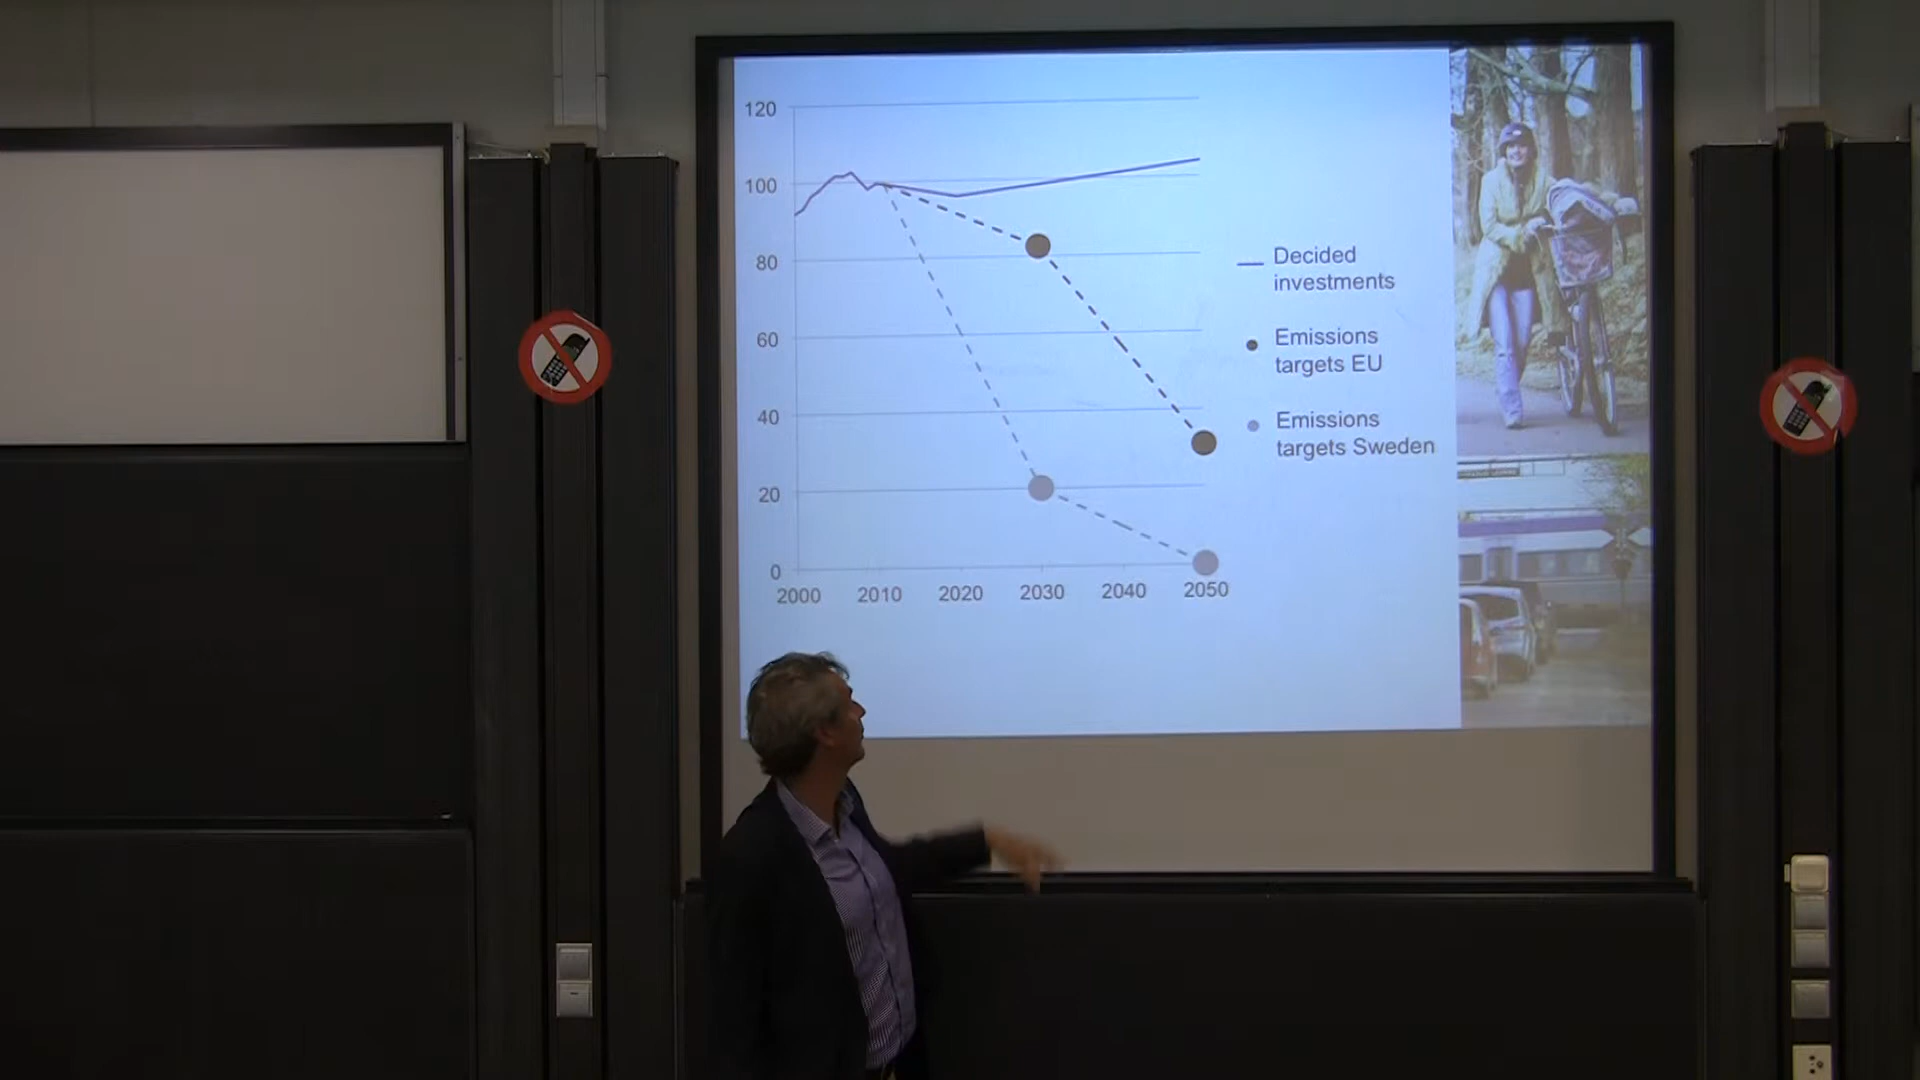 120
100
80
60
40
20
0
2000 2010 2020 2030 2040 2050
Decided
investments
Emissions
targets EU
Emissions
targets Sweden